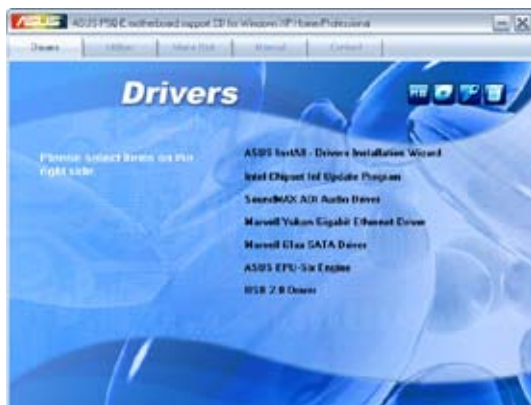 ASUS
ASUS P5Q-E motherboard support CD for Windows XP Home/Professional
Drivers
Utilities
Make Disk
Manual
Contact
Drivers
Please select items on the
right side.
ASUS InstAll - Drivers Installation Wizard
Intel Chipset Inf Update Program
SoundMAX ADI Audio Driver
Marvell Yukon Gigabit Ethernet Driver
Marvell 61xx SATA Driver
ASUS EPU-Six Engine
USB 2.0 Driver